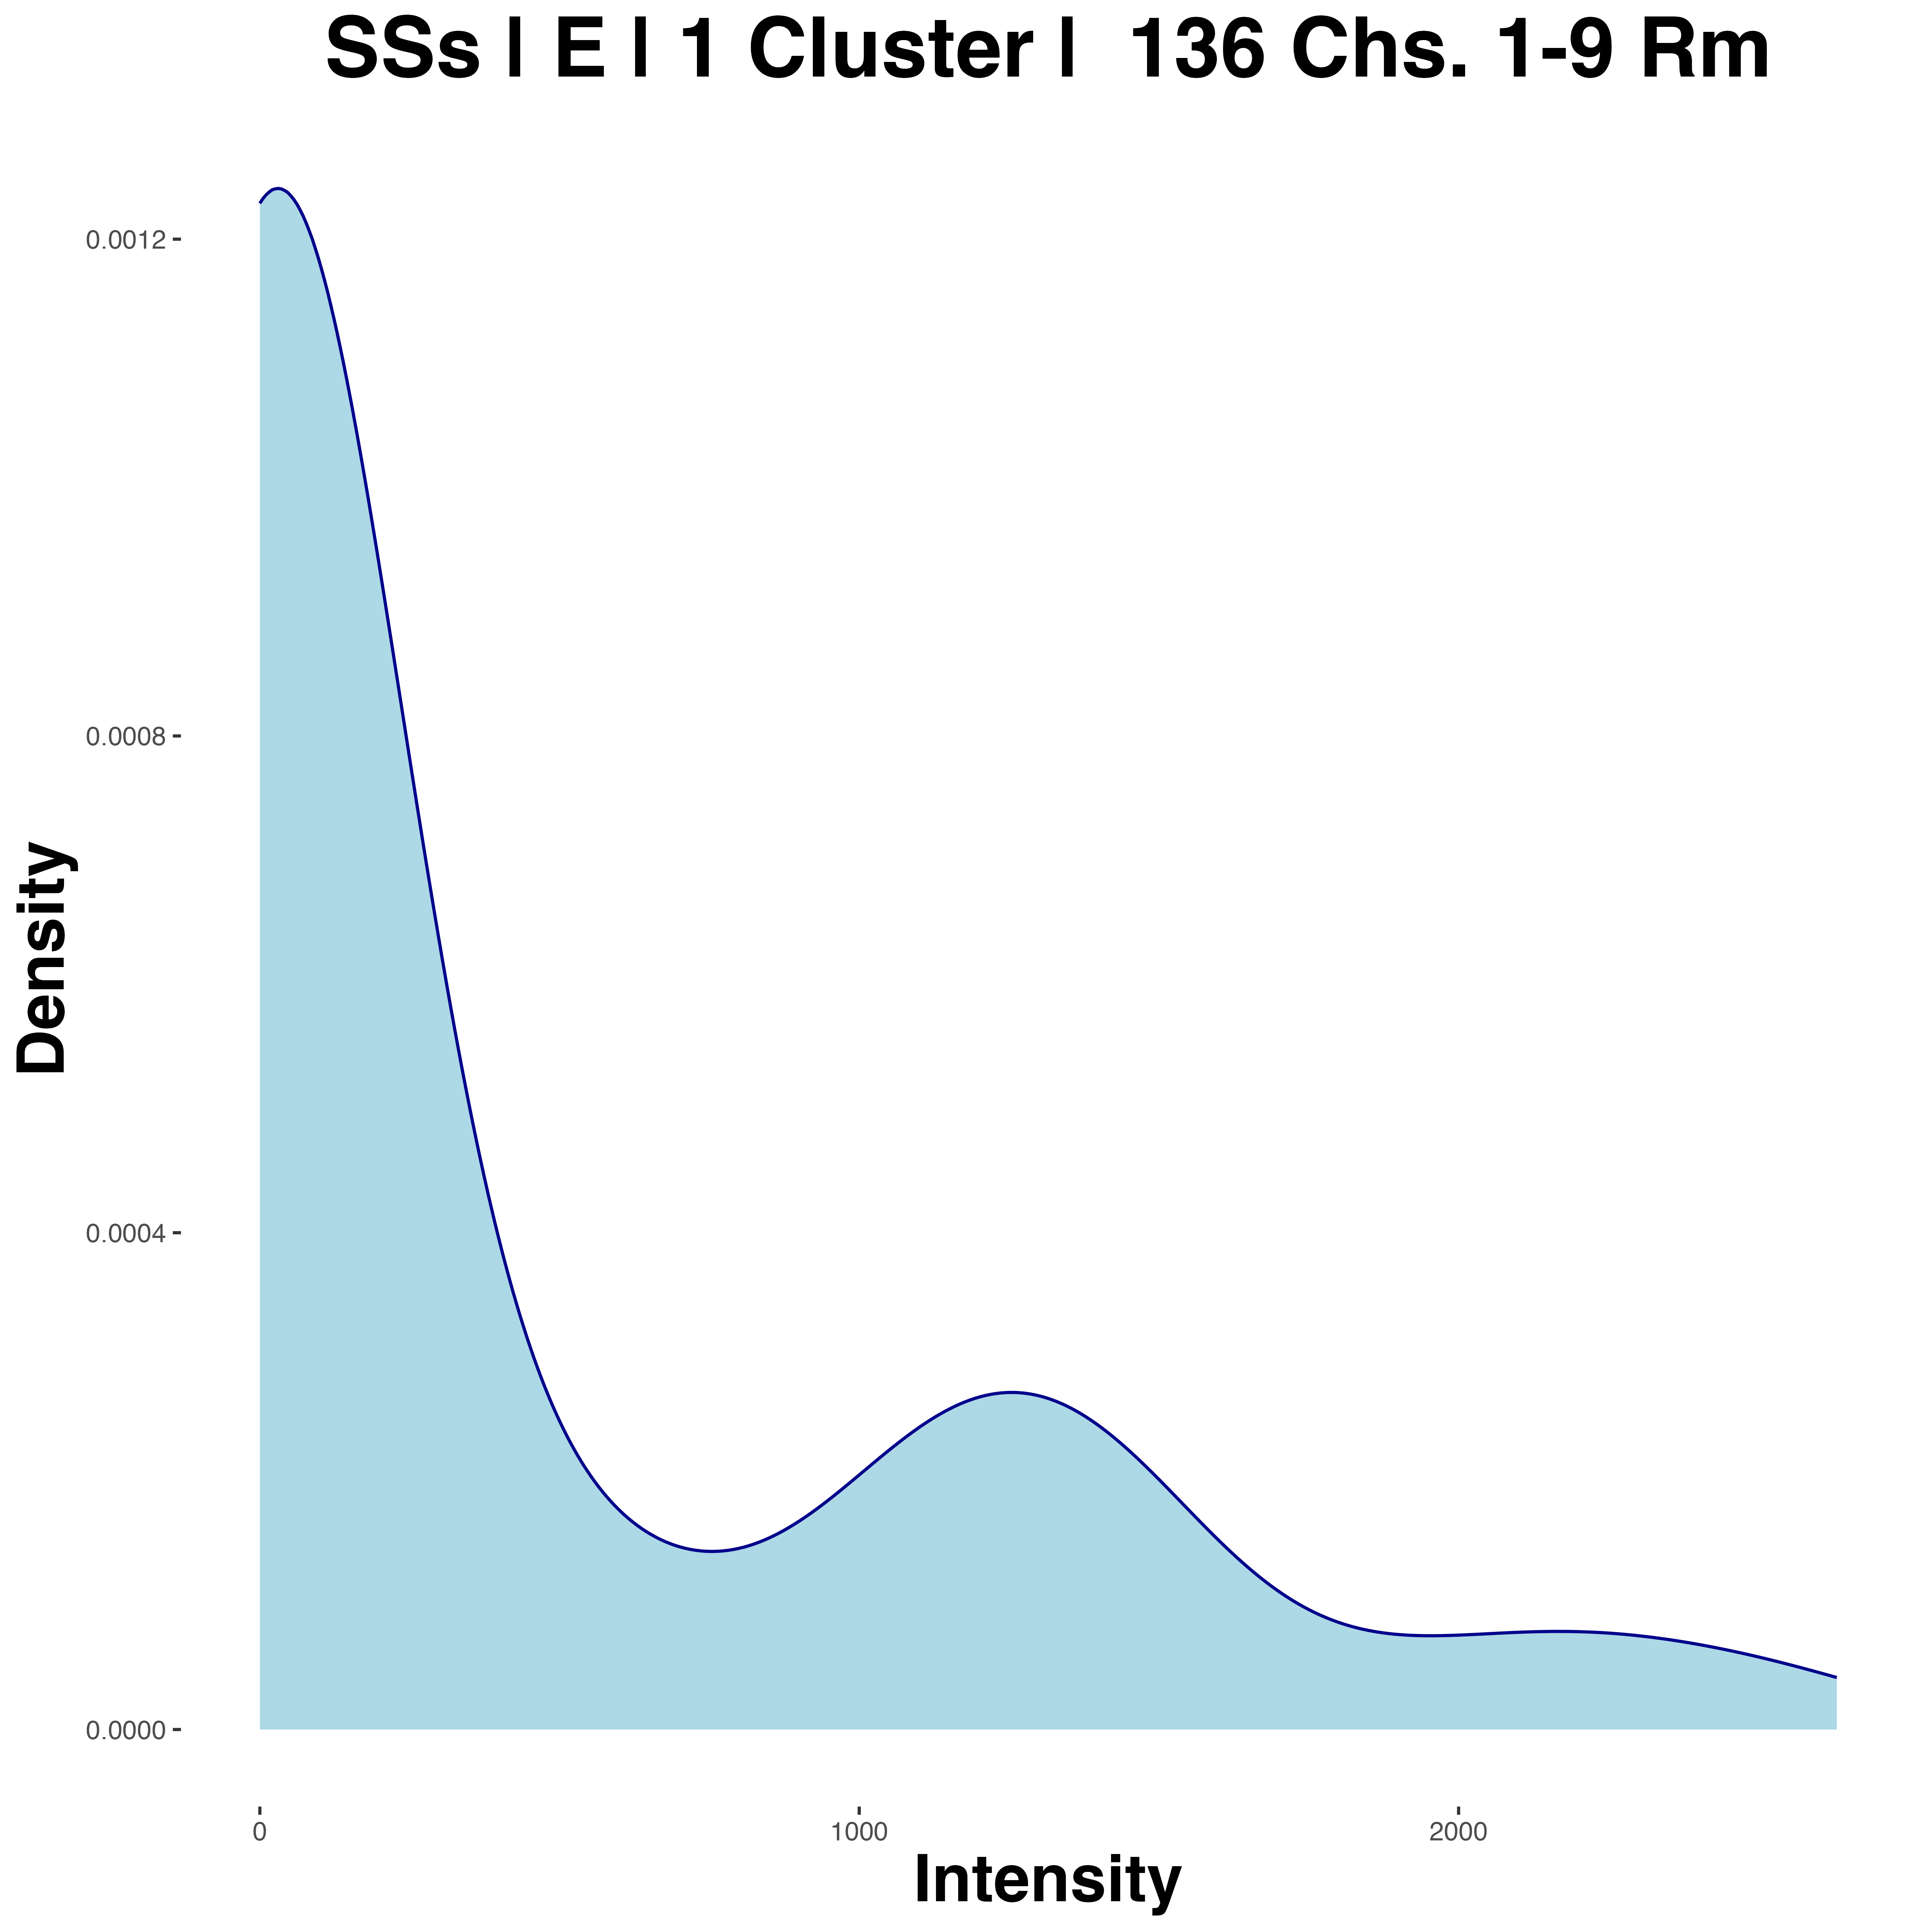 SSs | E | 1 Cluster | 136 Chs. 1-9 Rm
0.0012
0.0008
0.0004
0.0000
Density
0 1000 2000
Intensity